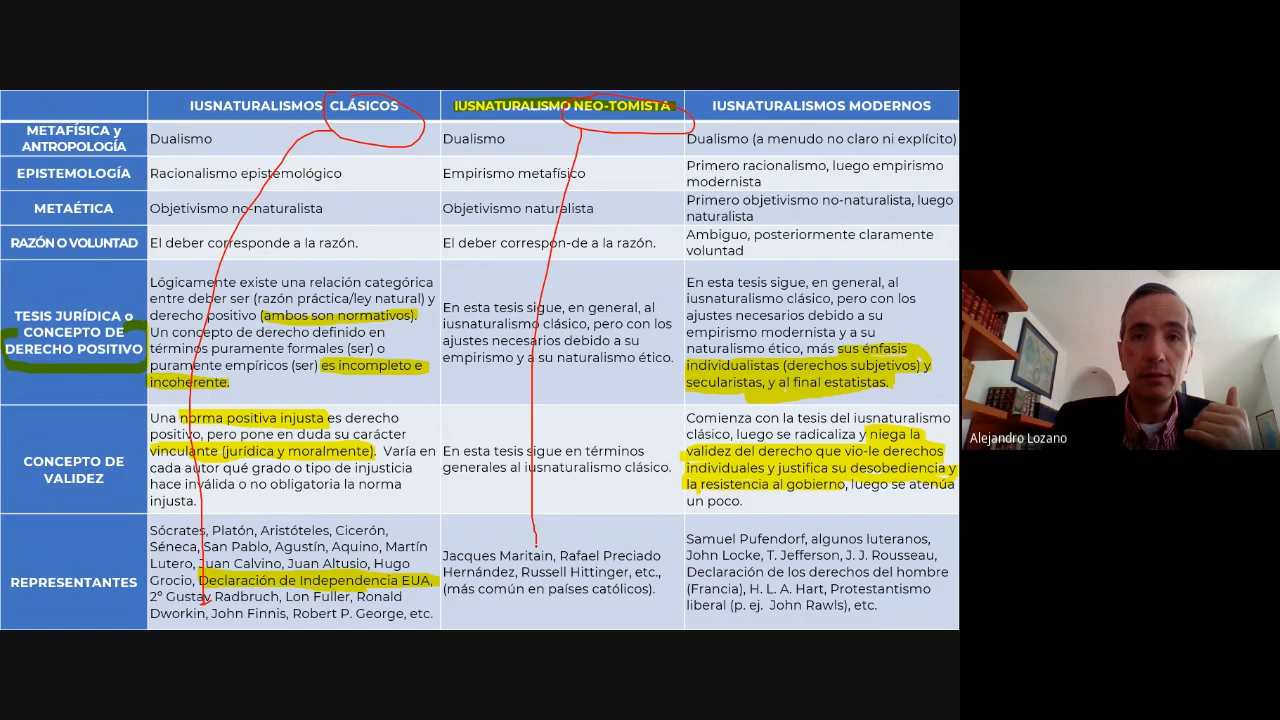 IUSNATURALISMOS CLÁSICOS
IUSNATURALISMO NEO-TOMISTA
IUSNATURALISMOS MODERNOS
METAFÍSICA y
ANTROPOLOGÍA
Dualismo
Dualismo
Dualismo (a menudo no claro ni explícito)
EPISTEMOLOGÍA
Racionalismo epistemológico
Empirismo metafísico
Primero racionalismo, luego empirismo
modernista
METAÉTICA
Objetivismo no-naturalista
Objetivismo naturalista
Primero objetivismo no-naturalista, luego
naturalista
RAZÓN O VOLUNTAD
El deber corresponde a la razón.
El deber correspon-de a la razón.
Ambiguo, posteriormente claramente
voluntad
TESIS JURÍDICA o
CONCEPTO DE
DERECHO POSITIVO
Lógicamente existe una relación categórica
entre deber ser (razón práctica/ley natural) y
derecho positivo (ambos son normativos).
Un concepto de derecho definido en
términos puramente formales (ser) o
puramente empíricos (ser) es incompleto e
incoherente.
En esta tesis sigue, en general, al
iusnaturalismo clásico, pero con los
ajustes necesarios debido a su
empirismo y a su naturalismo ético.
En esta tesis sigue, en general, al
iusnaturalismo clásico, pero con los
ajustes necesarios debido a su
empirismo modernista y a su
naturalismo ético, más sus énfasis
individualistas (derechos subjetivos) y
secularistas, y al final estatistas.
CONCEPTO DE
VALIDEZ
Una norma positiva injusta es derecho
positivo, pero pone en duda su carácter
vinculante (jurídica y moralmente). Varía en
cada autor qué grado o tipo de injusticia
hace inválida o no obligatoria la norma
injusta.
En esta tesis sigue en términos
generales al iusnaturalismo clásico.
Comienza con la tesis del iusnaturalismo
clásico, luego se radicaliza y niega la
validez del derecho que vio-le derechos
individuales y justifica su desobediencia y
la resistencia al gobierno, luego se atenúa
un poco.
REPRESENTANTES
Sócrates, Platón, Aristóteles, Cicerón,
Séneca, San Pablo, Agustín, Aquino, Martín
Lutero, Juan Calvino, Juan Altusio, Hugo
Grocio, Declaración de Independencia EUA,
2º Gustav Radbruch, Lon Fuller, Ronald
Dworkin, John Finnis, Robert P. George, etc.
Jacques Maritain, Rafael Preciado
Hernández, Russell Hittinger, etc.,
(más común en países católicos).
Samuel Pufendorf, algunos luteranos,
John Locke, T. Jefferson, J. J. Rousseau,
Declaración de los derechos del hombre
(Francia), H. L. A. Hart, Protestantismo
liberal (p. ej. John Rawls), etc.
Alejandro Lozano